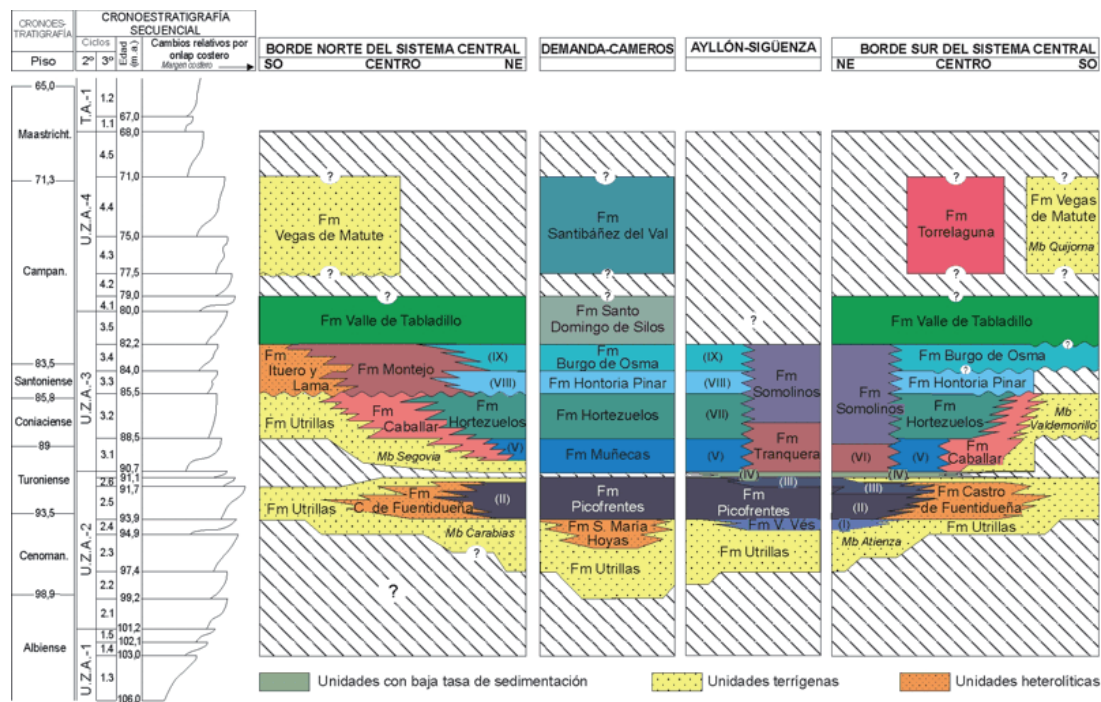 CRONOES-
TRATIGRAFÍA
CRONOESTRATIGRAFÍA
SECUENCIAL
Piso
Ciclos
2º 3º
Edad
(m.a.)
Cambios relativos por
onlap costero
Margen costero
BORDE NORTE DEL SISTEMA CENTRAL
SO CENTRO NE
DEMANDA-CAMEROS
AYLLÓN-SIGÜENZA
BORDE SUR DEL SISTEMA CENTRAL
NE CENTRO SO
65,0
Maastricht.
71,3
Campan.
83,5
Santoniense
85,8
Coniaciense
89
Turoniense
93,5
Cenoman.
98,9
Albiense
T.A.-1
U.Z.A.-4
U.Z.A.-3
U.Z.A.-2
U.Z.A.-1
1.2
1.1
4.5
4.4
4.3
4.2
4.1
3.5
3.4
3.3
3.2
3.1
2.6
2.5
2.4
2.3
2.2
2.1
1.5
1.4
1.3
67,0
68,0
71,0
75,0
77,5
79,0
80,0
82,2
84,0
85,5
88,5
90,7
91,1
91,7
93,9
94,9
97,4
99,2
101,2
102,1
103,0
106,0
?
Fm
Vegas de Matute
?
?
Fm Valle de Tabladillo
Fm
Ituero y
Lama.
Fm Montejo
(IX)
(VIII)
Fm Utrillas
Fm
Caballar
Fm
Hortezuelos
Mb Segovia
(V)
Fm Utrillas
Fm
C. de Fuentidueña
(II)
Mb Carabias
?
?
?
Fm
Santibáñez del Val
?
?
Fm Santo
Domingo de Silos
Fm
Burgo de Osma
Fm Hontoria Pinar
Fm Hortezuelos
Fm Muñecas
Fm
Picofrentes
Fm S. Maria
Hoyas
Fm Utrillas
?
(IX)
(VIII)
(VII)
Fm
Somolinos
(V)
Fm
Tranquera
(IV)
(III)
Fm
Picofrentes
Fm V. Vés
Fm Utrillas
?
Fm
Torrelaguna
?
?
Fm Vegas
de Matute
Mb Quijorna
?
?
Fm Valle de Tabladillo
?
Fm Burgo de Osma
?
Fm Hontoria Pinar
Fm
Somolinos
Fm
Hortezuelos
Mb
Valdemorillo
(VI)
(V)
Fm
Caballar
(IV)
(III)
(II)
Fm Castro
de Fuentidueña
(I)
Fm Utrillas
Mb Atienza
Unidades con baja tasa de sedimentación
Unidades terrígenas
Unidades heterolíticas